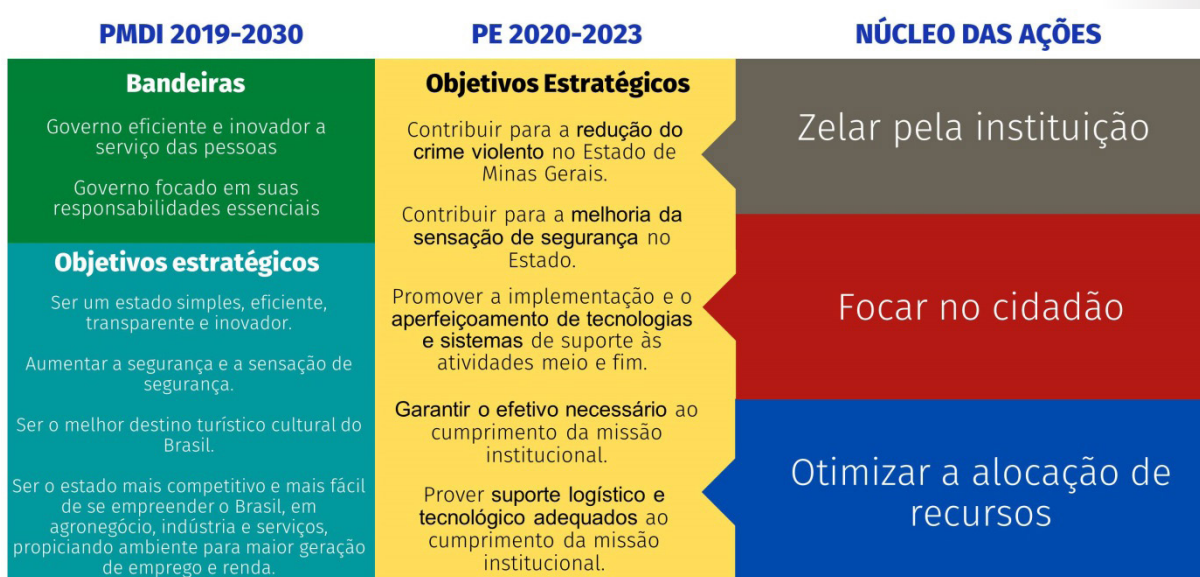 PMDI 2019-2030
Bandeiras
Governo eficiente e inovador a
serviço das pessoas
Governo focado em suas
responsabilidades essenciais
Objetivos estratégicos
Ser um estado simples, eficiente,
transparente e inovador.
Aumentar a segurança e a sensação de
segurança.
Ser o melhor destino turístico cultural do
Brasil.
Ser o estado mais competitivo e mais fácil
de se empreender o Brasil, em
agronegócio, indústria e serviços,
propiciando ambiente para maior geração
de emprego e renda.
PE 2020-2023
Objetivos Estratégicos
Contribuir para a redução do
crime violento no Estado de
Minas Gerais.
Contribuir para a melhoria da
sensação de segurança no
Estado.
Promover a implementação e o
aperfeiçoamento de tecnologias
e sistemas de suporte às
atividades meio e fim.
Garantir o efetivo necessário ao
cumprimento da missão
institucional.
Prover suporte logístico e
tecnológico adequados ao
cumprimento da missão
institucional.
NÚCLEO DAS AÇÕES
Zelar pela instituição
Focar no cidadão
Otimizar a alocação de
recursos